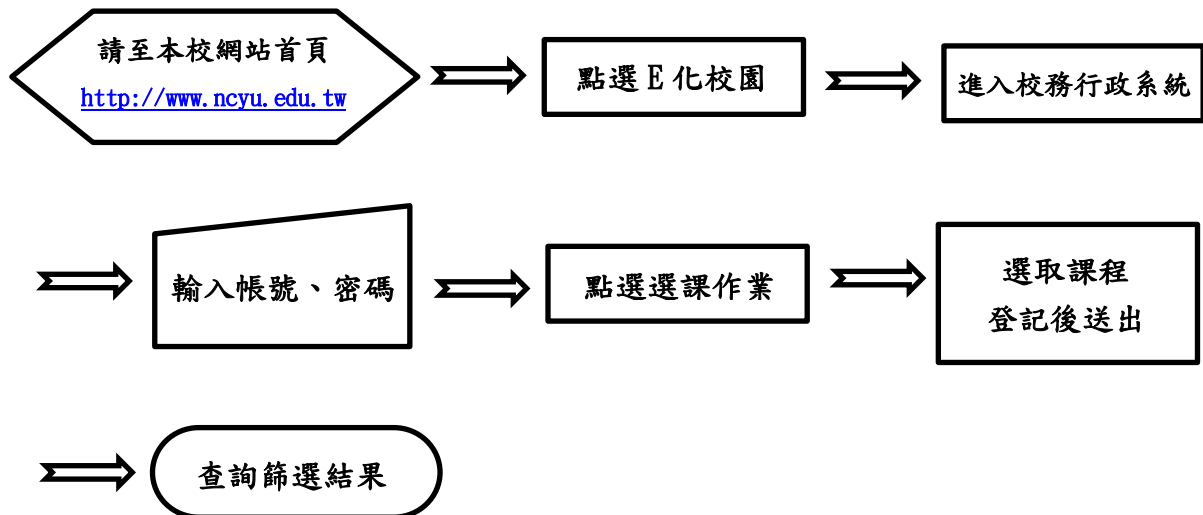 請至本校網站首頁
http://www.ncyu.edu.tw
點選E化校園
進入校務行政系統
輸入帳號、密碼
點選選課作業
選取課程
登記後送出
查詢篩選結果